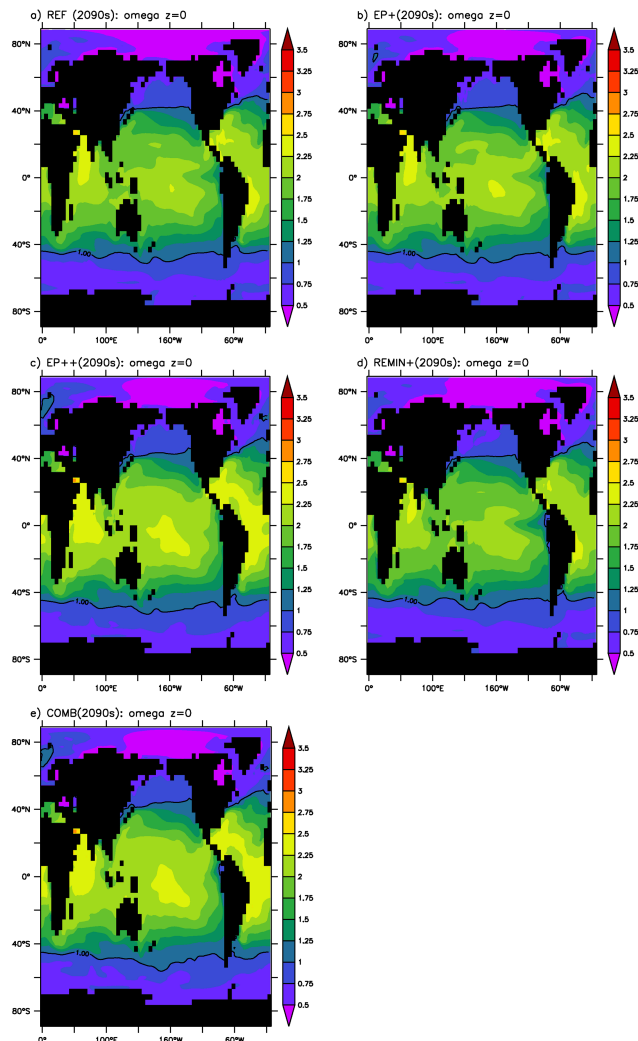 a) REF (2090s): omega z=0
80°N
40°N
0°
40°S
80°S
1.00
0°
100°E
160°W
60°W
3.5
3.25
3
2.75
2.5
2.25
2
1.75
1.5
1.25
1
0.75
0.5
b) EP+(2090s): omega z=0
80°N
40°N
0°
40°S
80°S
1.00
0°
100°E
160°W
60°W
3.5
3.25
3
2.75
2.5
2.25
2
1.75
1.5
1.25
1
0.75
0.5
c) EP++(2090s): omega z=0
80°N
40°N
0°
40°S
80°S
1.00
0°
100°E
160°W
60°W
3.5
3.25
3
2.75
2.5
2.25
2
1.75
1.5
1.25
1
0.75
0.5
d) REMIN+(2090s): omega z=0
80°N
40°N
0°
40°S
80°S
1.00
0°
100°E
160°W
60°W
3.5
3.25
3
2.75
2.5
2.25
2
1.75
1.5
1.25
1
0.75
0.5
e) COMB(2090s): omega z=0
80°N
40°N
0°
40°S
80°S
1.00
0°
100°E
160°W
60°W
3.5
3.25
3
2.75
2.5
2.25
2
1.75
1.5
1.25
1
0.75
0.5